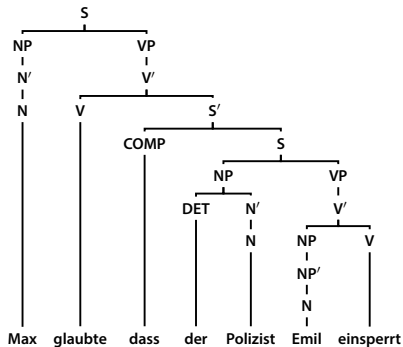 S
NP VP
N′ V′
N V S′
COMP S
NP VP
DET N′ V′
N NP V
NP′
N
Max glaubte dass der Polizist Emil einsperrt